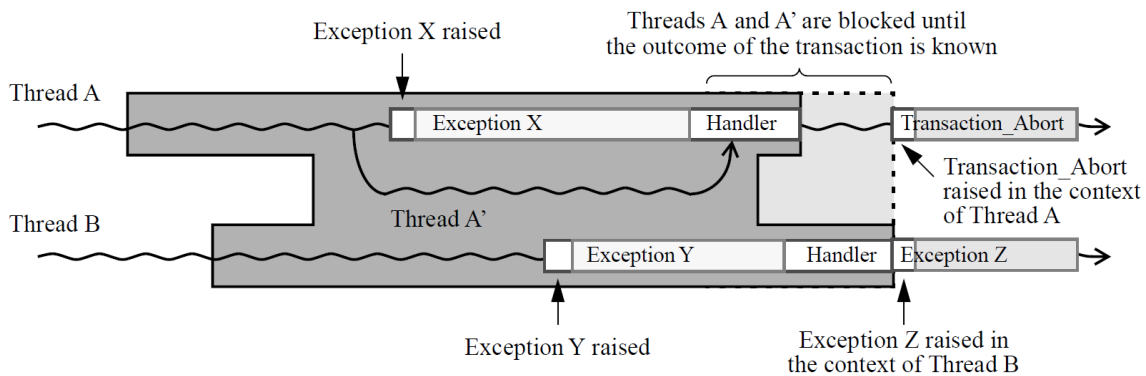 Exception X raised
Threads A and A’ are blocked until
the outcome of the transaction is known
Thread A
Exception X
Handler
Transaction_Abort
Transaction_Abort
raised in the context
of Thread A
Thread A’
Thread B
Exception Y
Handler
Exception Z
Exception Y raised
Exception Z raised in
the context of Thread B